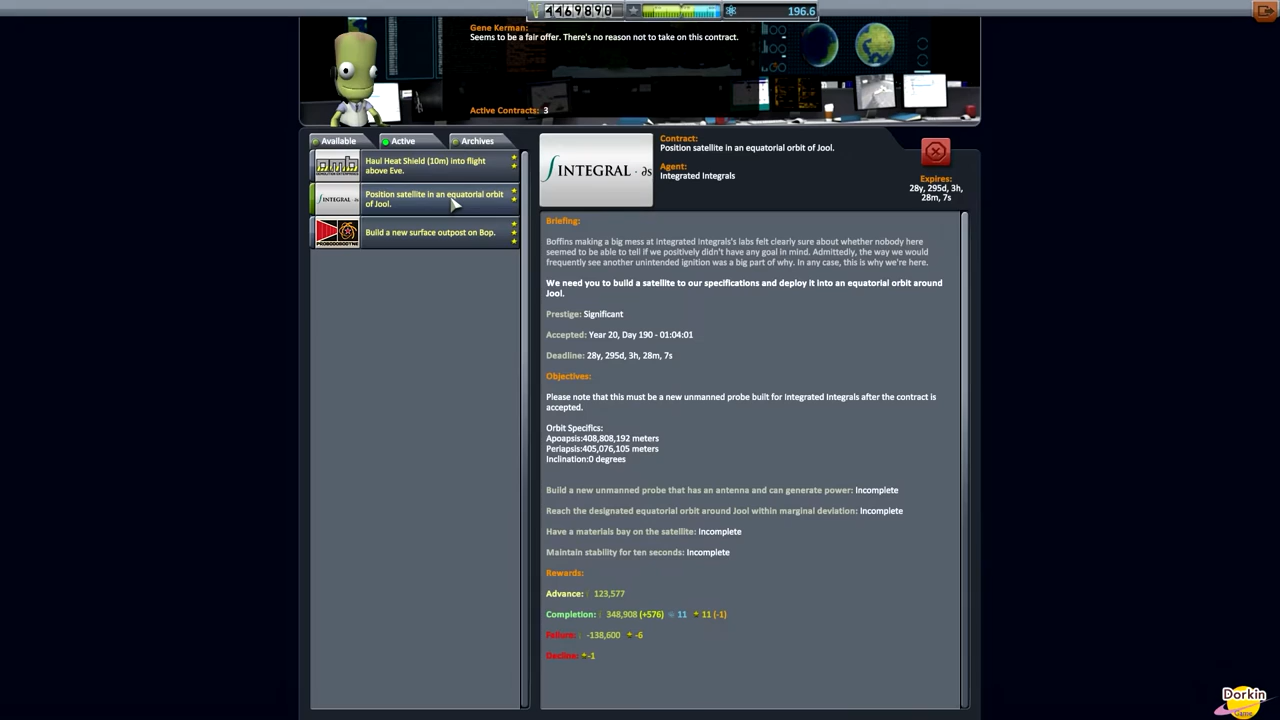 4469890
196.6
Gene Kerman:
Seems to be a fair offer. There's no reason not to take on this contract.
Active Contracts: 3
Available
Active
Archives
Haul Heat Shield (10m) into flight
above Eve.
INTEGRAL · ∂s
Position satellite in an equatorial orbit
of Jool.
PROBODOBODYNE
Build a new surface outpost on Bop.
∫INTEGRAL · ∂s
Contract:
Position satellite in an equatorial orbit of Jool.
Agent:
Integrated Integrals
Expires:
28y, 295d, 3h,
28m, 7s
Briefing:
Boffins making a big mess at Integrated Integrals's labs felt clearly sure about whether nobody here
seemed to be able to tell if we positively didn't have any goal in mind. Admittedly, the way we would
frequently see another unintended ignition was a big part of why. In any case, this is why we're here.
We need you to build a satellite to our specifications and deploy it into an equatorial orbit around
Jool.
Prestige: Significant
Accepted: Year 20, Day 190 - 01:04:01
Deadline: 28y, 295d, 3h, 28m, 7s
Objectives:
Please note that this must be a new unmanned probe built for Integrated Integrals after the contract is
accepted.
Orbit Specifics:
Apoapsis:408,808,192 meters
Periapsis:405,076,105 meters
Inclination:0 degrees
Build a new unmanned probe that has an antenna and can generate power: Incomplete
Reach the designated equatorial orbit around Jool within marginal deviation: Incomplete
Have a materials bay on the satellite: Incomplete
Maintain stability for ten seconds: Incomplete
Rewards:
Advance: 123,577
Completion: 348,908 (+576) 11 11 (-1)
Failure: -138,600 -6
Decline: -1
Dorkin
Game